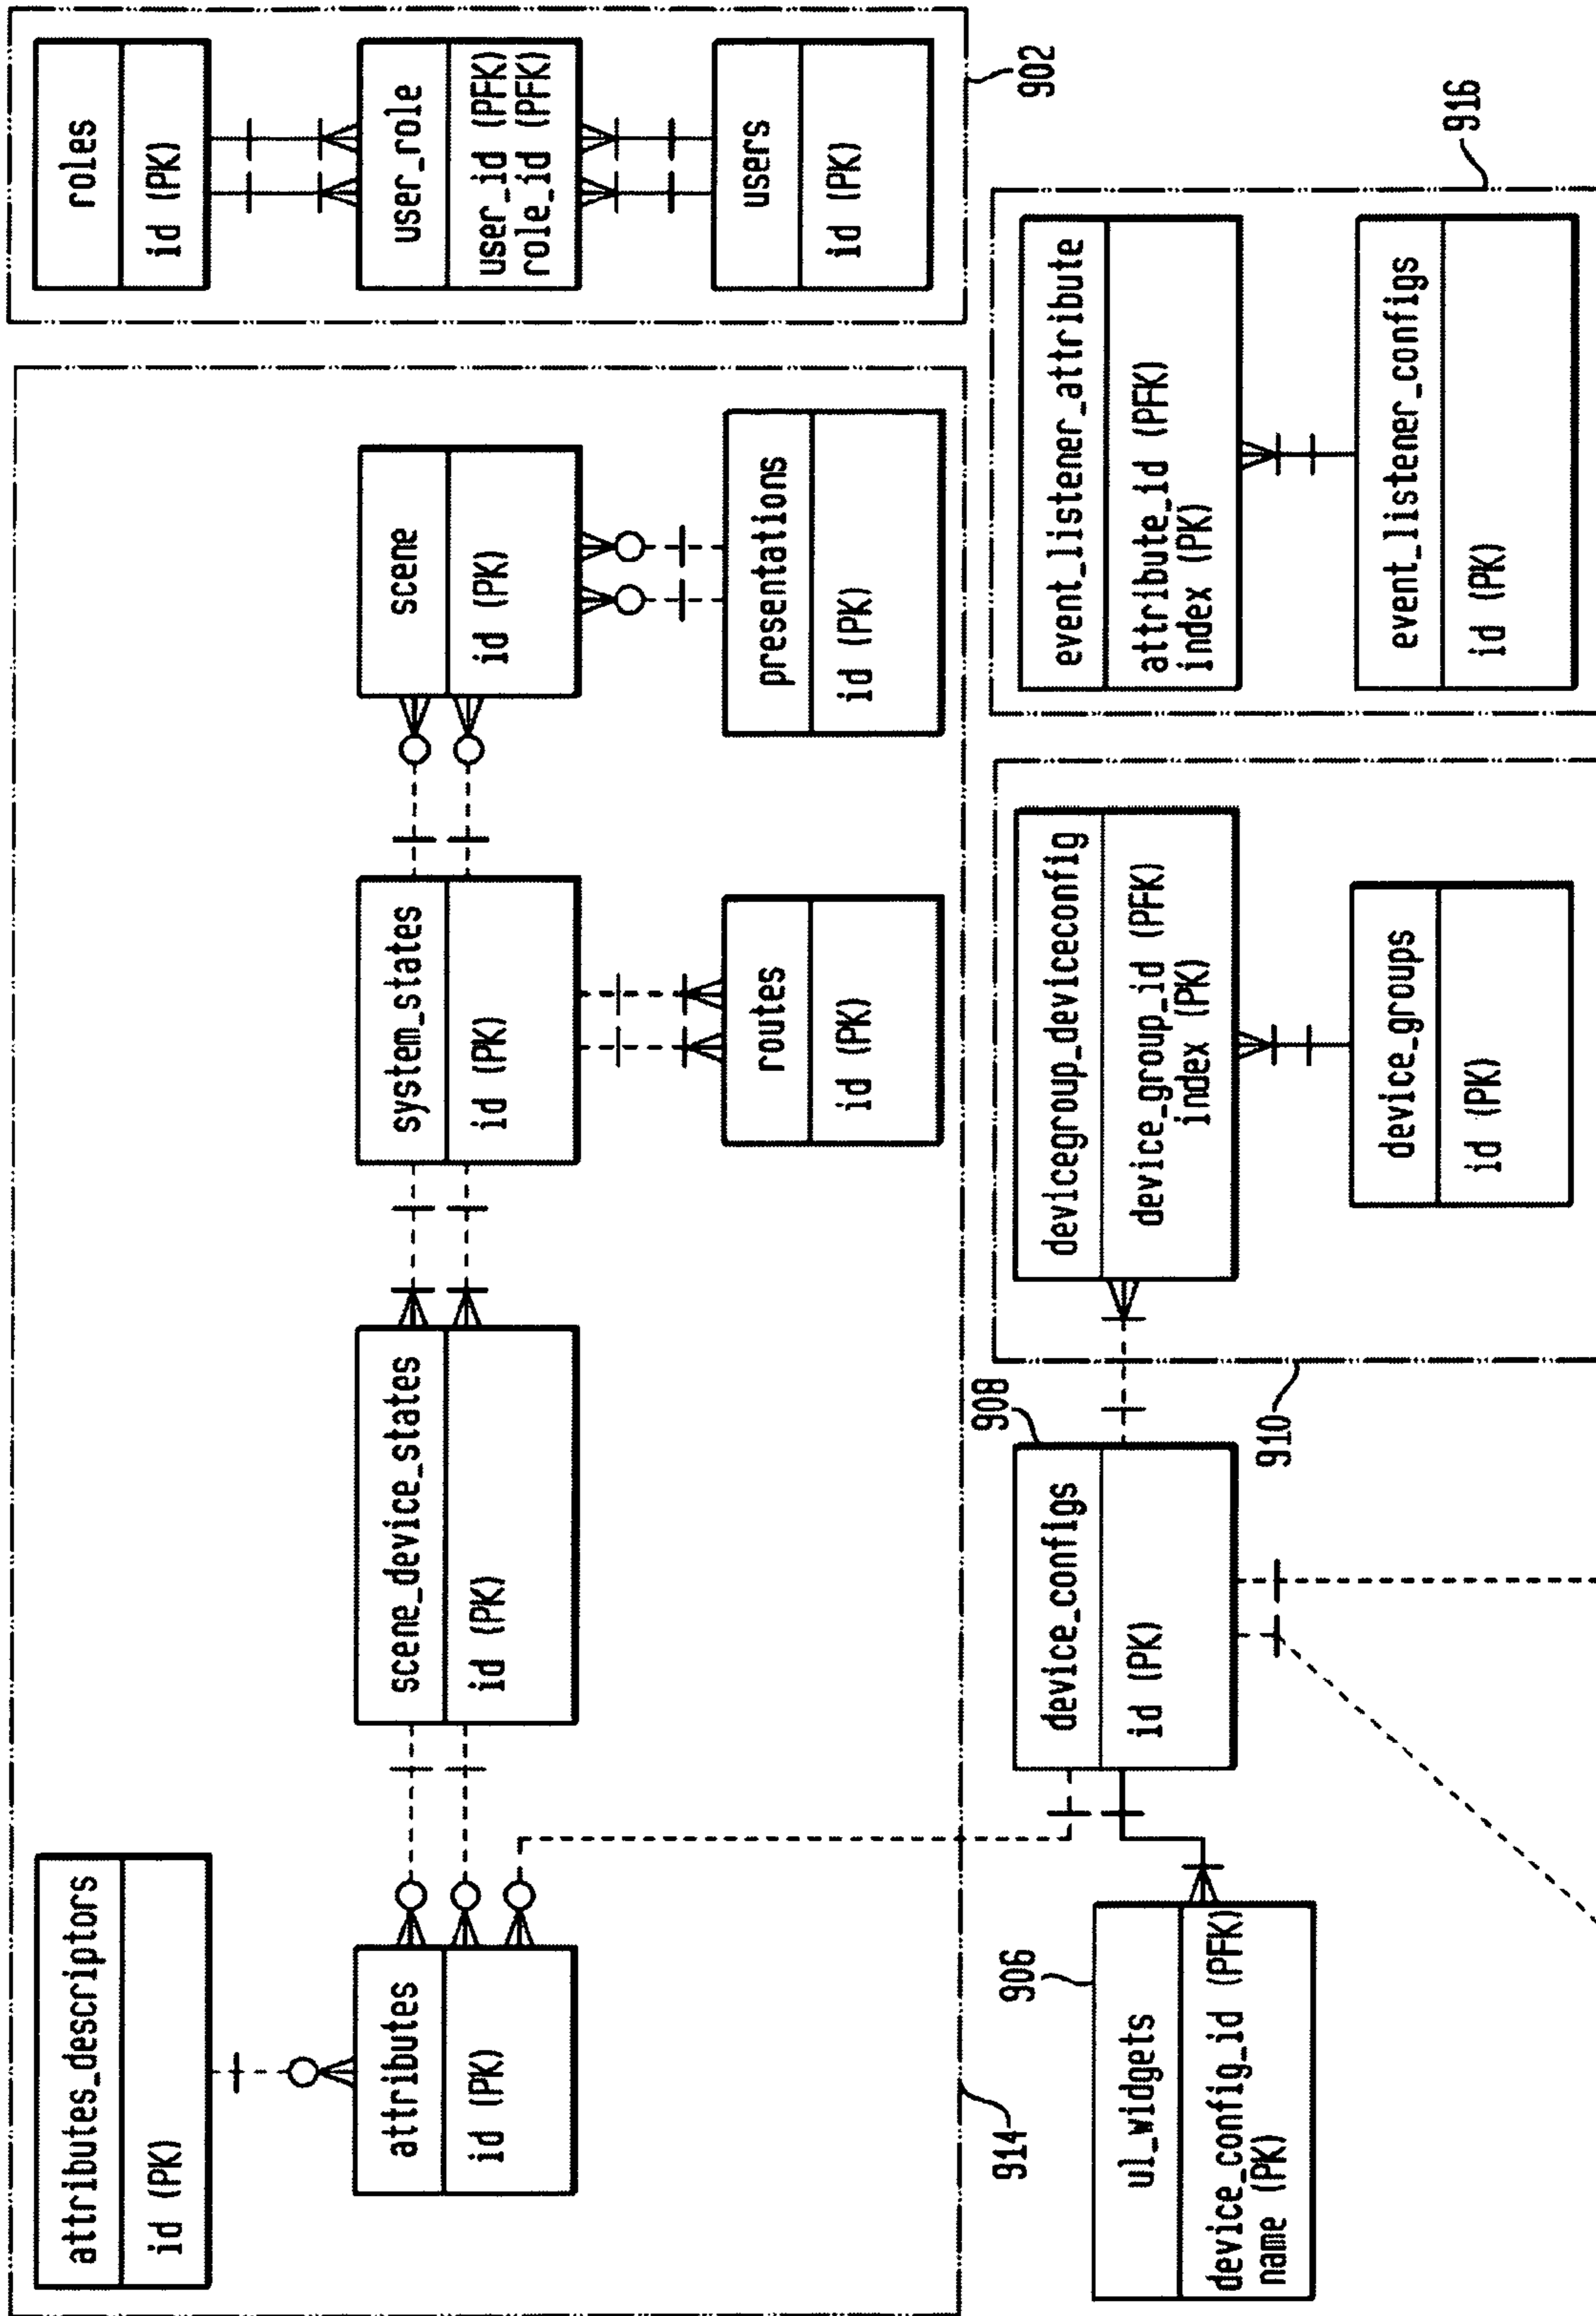 attributes_descriptors
id (PK)
roles
id (PK)
attributes
id (PK)
scene_device_states
id (PK)
system_states
id (PK)
scene
id (PK)
user_role
user_id (PFK)
role_id (PFK)
routes
id (PK)
presentations
id (PK)
users
id (PK)
914
902
906
ul_widgets
device_config_id (PFK)
name (PK)
908
device_configs
id (PK)
devicegroup_deviceconfig
device_group_id (PFK)
index (PK)
910
device_groups
id (PK)
event_listener_attribute
attribute_id (PFK)
index (PK)
event_listener_configs
id (PK)
916